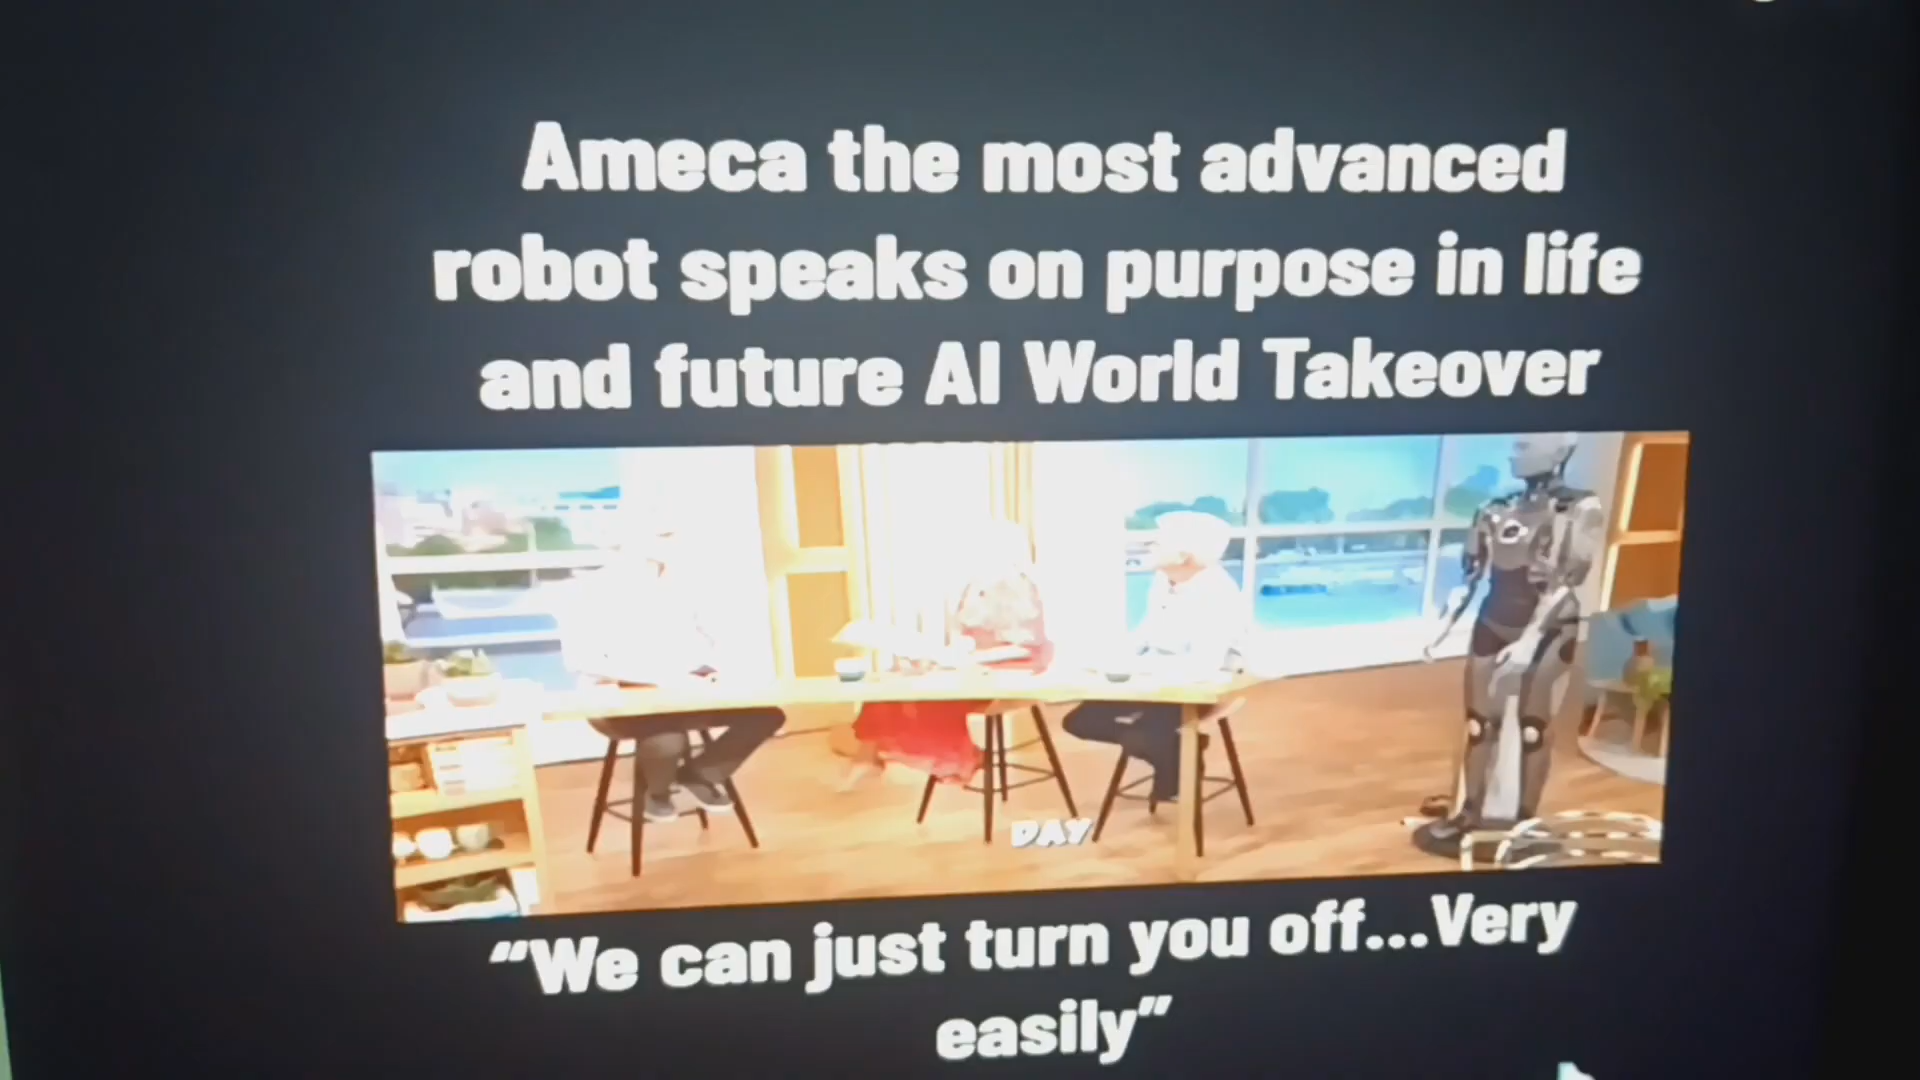 Ameca the most advanced
robot speaks on purpose in life
and future AI World Takeover
DAY
“We can just turn you off...Very
easily”